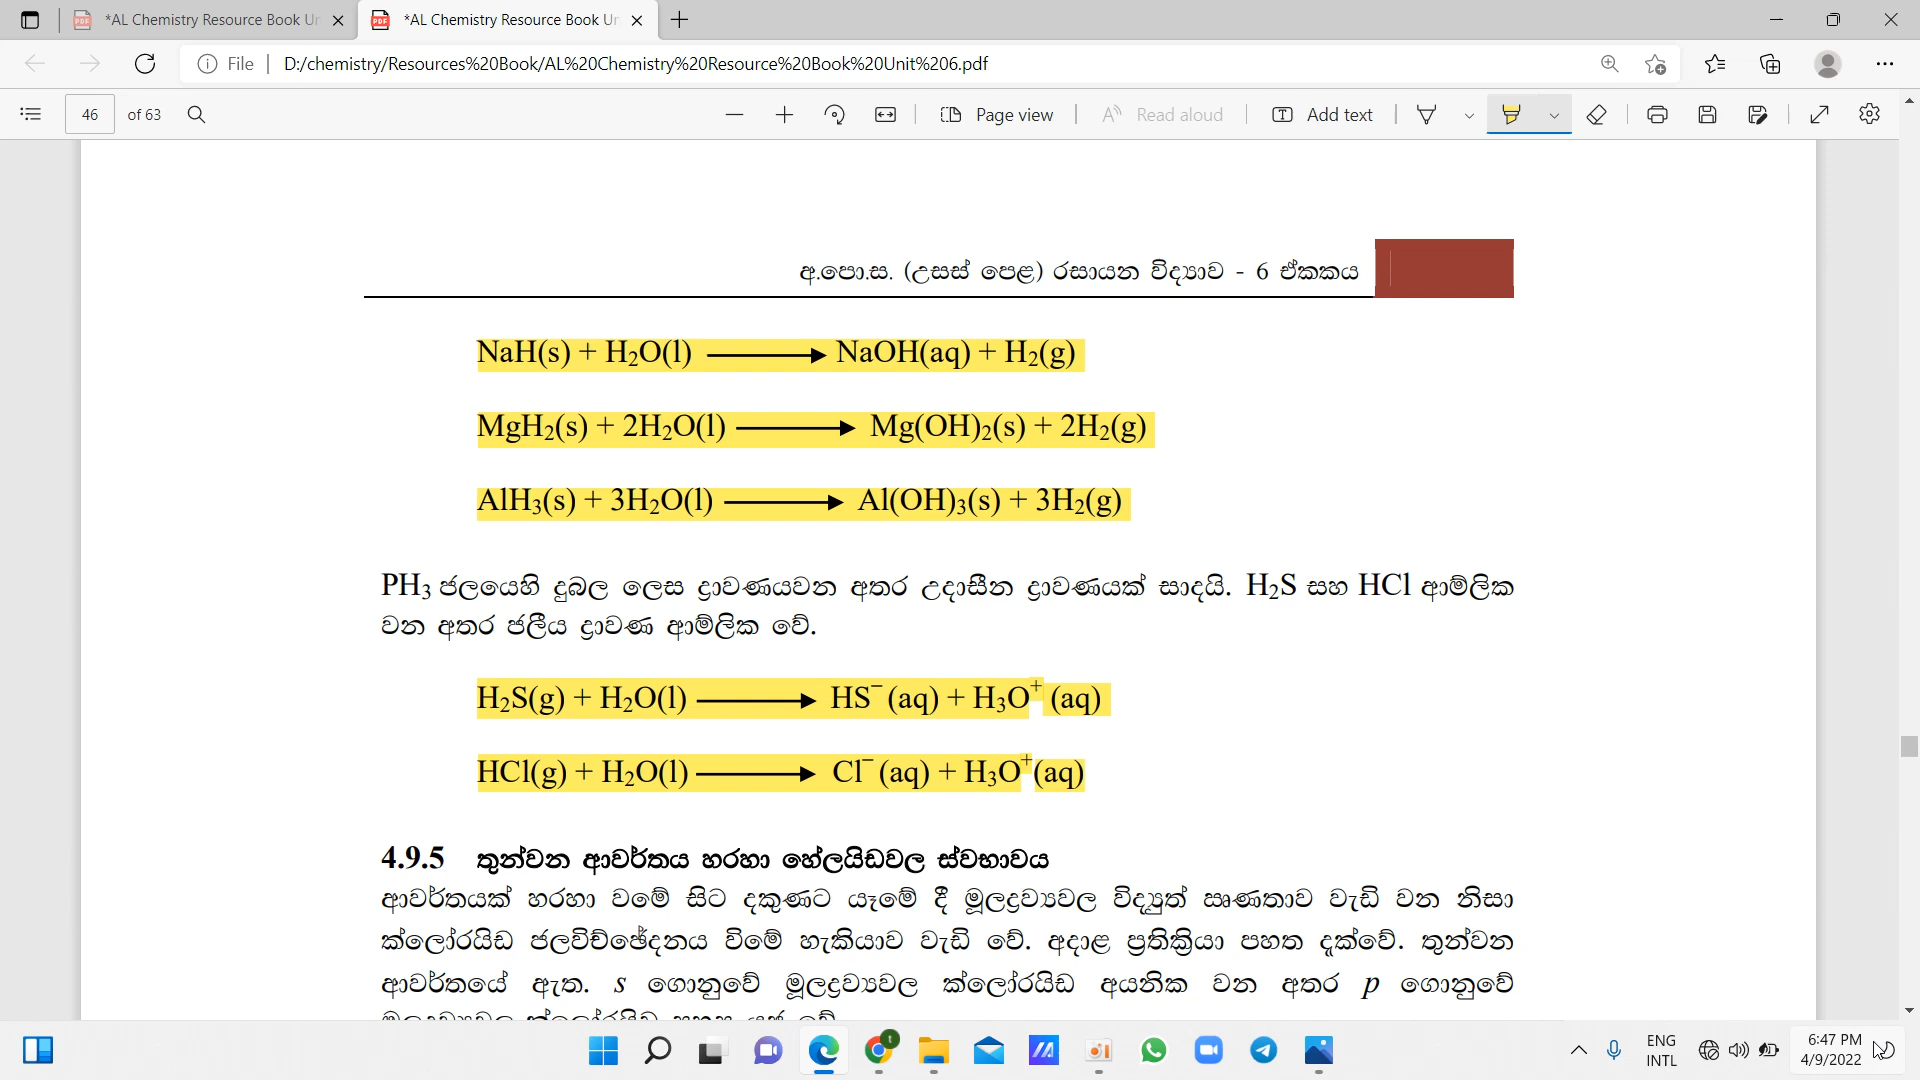 *AL Chemistry Resource Book Ur
*AL Chemistry Resource Book Ur
File
D:/chemistry/Resources%20Book/AL%20Chemistry%20Resource%20Book%20Unit%206.pdf
46 of 63
Page view
Read aloud
Add text
අ.පො.ස. (උසස් පෙළ) රසායන විද්‍යාව - 6 ඒකකය
NaH(s) + H₂O(l) ⟶ NaOH(aq) + H₂(g)
MgH₂(s) + 2H₂O(l) ⟶ Mg(OH)₂(s) + 2H₂(g)
AlH₃(s) + 3H₂O(l) ⟶ Al(OH)₃(s) + 3H₂(g)
PH₃ ජලයෙහි දුබල ලෙස ද්‍රාවණයවන අතර උදාසීන ද්‍රාවණයක් සාදයි. H₂S සහ HCl ආම්ලික
වන අතර ජලීය ද්‍රාවණ ආම්ලික වේ.
H₂S(g) + H₂O(l) ⟶ HS⁻ (aq) + H₃O⁺ (aq)
HCl(g) + H₂O(l) ⟶ Cl⁻ (aq) + H₃O⁺(aq)
4.9.5 තුන්වන ආවර්තය හරහා හේලයිඩවල ස්වභාවය
ආවර්තයක් හරහා වමේ සිට දකුණට යෑමේ දී මූලද්‍රව්‍යවල විද්‍යුත් ඍණතාව වැඩි වන නිසා
ක්ලෝරයිඩ ජලවිච්ඡේදනය වීමේ හැකියාව වැඩි වේ. අදාළ ප්‍රතික්‍රියා පහත දැක්වේ. තුන්වන
ආවර්තයේ ඇත. s ගොනුවේ මූලද්‍රව්‍යවල ක්ලෝරයිඩ අයනික වන අතර p ගොනුවේ
ENG
INTL
6:47 PM
4/9/2022